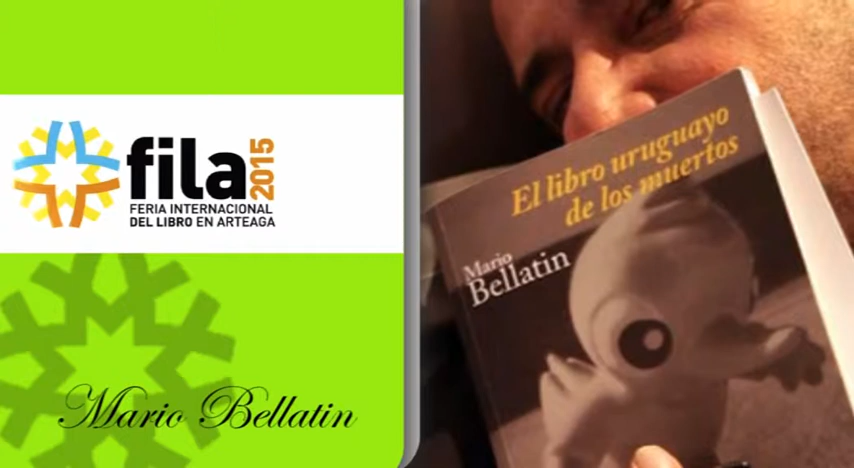 fila 2015
FERIA INTERNACIONAL
DEL LIBRO EN ARTEAGA
Mario Bellatin
El libro uruguayo
de los muertos
Mario
Bellatin